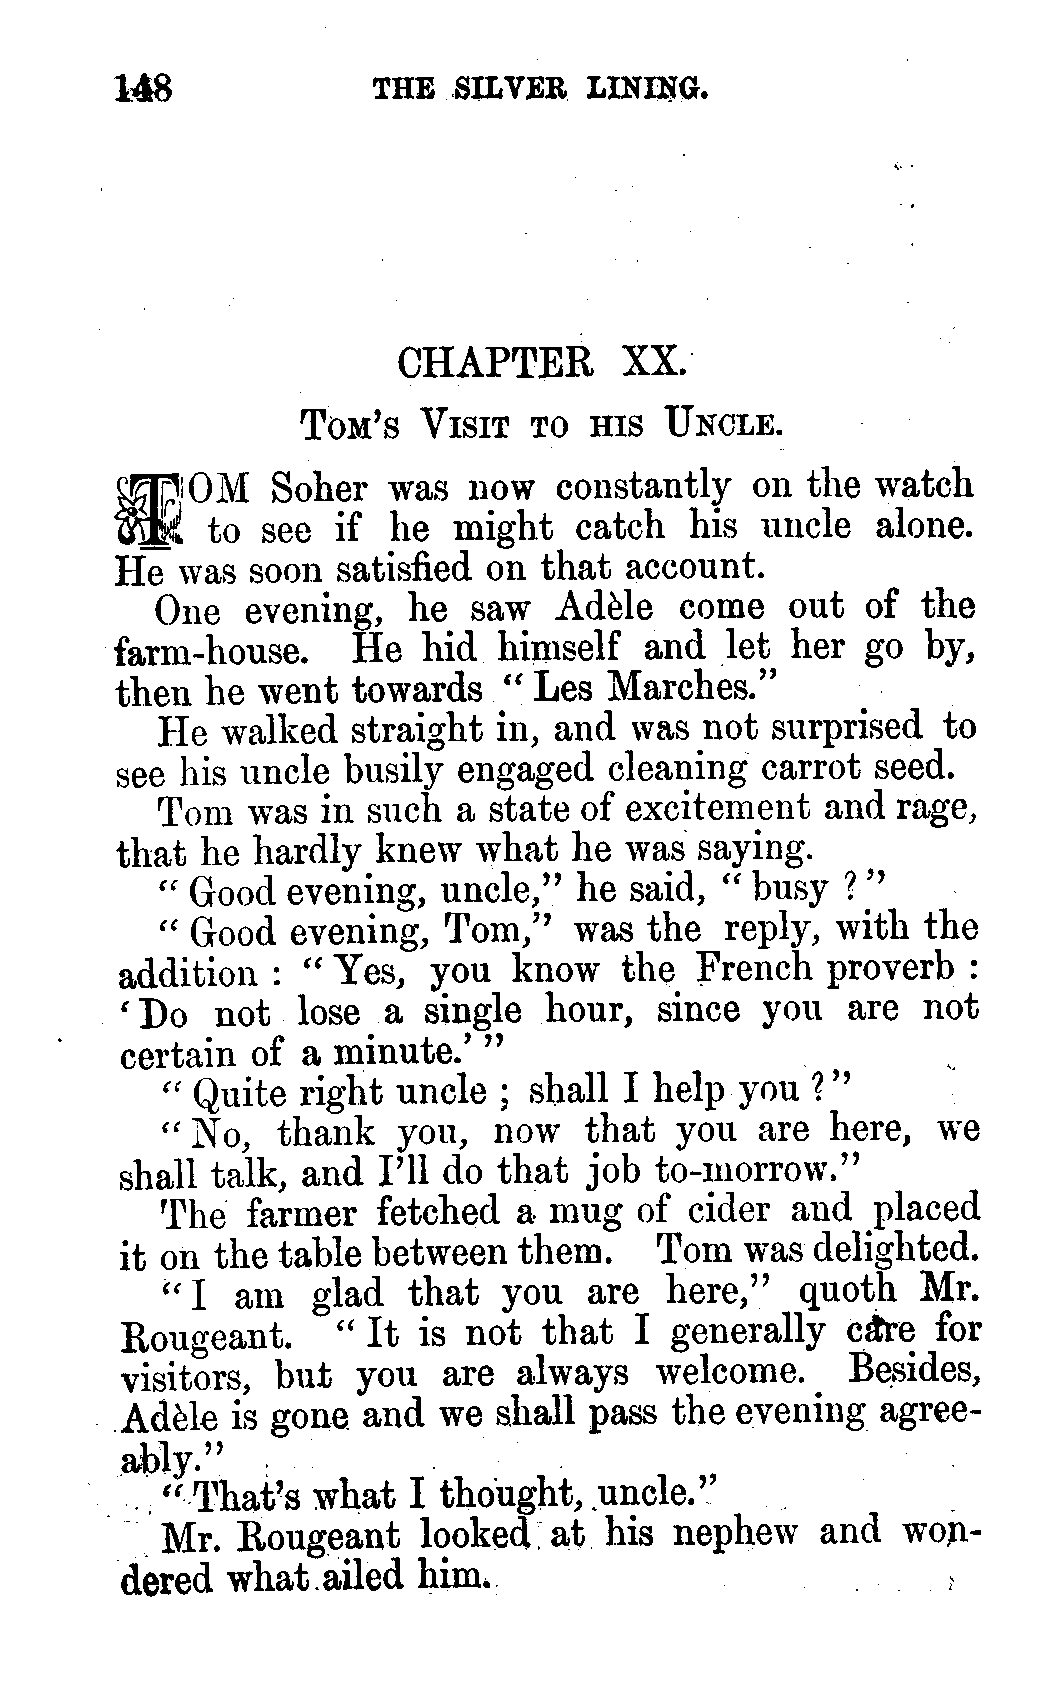 148 THE SILVER LINING.
CHAPTER XX.
TOM'S VISIT TO HIS UNCLE.
TOM Soher was now constantly on the watch
to see if he might catch his uncle alone.
He was soon satisfied on that account.
One evening, he saw Adèle come out of the
farm-house. He hid himself and let her go by,
then he went towards “ Les Marches.”
He walked straight in, and was not surprised to
see his uncle busily engaged cleaning carrot seed.
Tom was in such a state of excitement and rage,
that he hardly knew what he was saying.
“ Good evening, uncle,” he said, “ busy ? ”
“ Good evening, Tom,” was the reply, with the
addition : “ Yes, you know the French proverb :
‘ Do not lose a single hour, since you are not
certain of a minute.’ ”
“ Quite right uncle ; shall I help you ? ”
“ No, thank you, now that you are here, we
shall talk, and I’ll do that job to-morrow.”
The farmer fetched a mug of cider and placed
it on the table between them. Tom was delighted.
“ I am glad that you are here,” quoth Mr.
Rougeant. “ It is not that I generally care for
visitors, but you are always welcome. Besides,
Adèle is gone and we shall pass the evening agree-
ably.”
“ That’s what I thought, uncle.”
Mr. Rougeant looked at his nephew and won-
dered what ailed him.